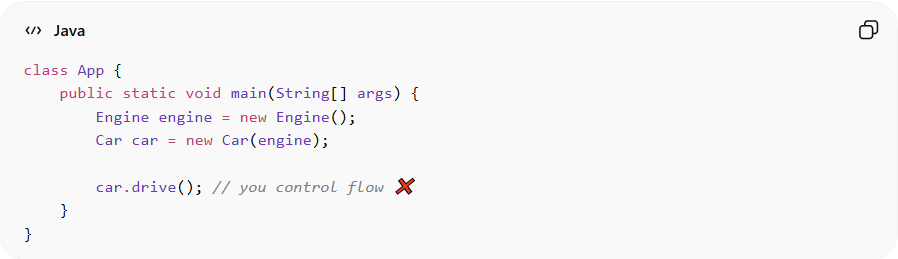 </> Java
class App {
    public static void main(String[] args) {
        Engine engine = new Engine();
        Car car = new Car(engine);
        car.drive(); // you control flow ❌
    }
}